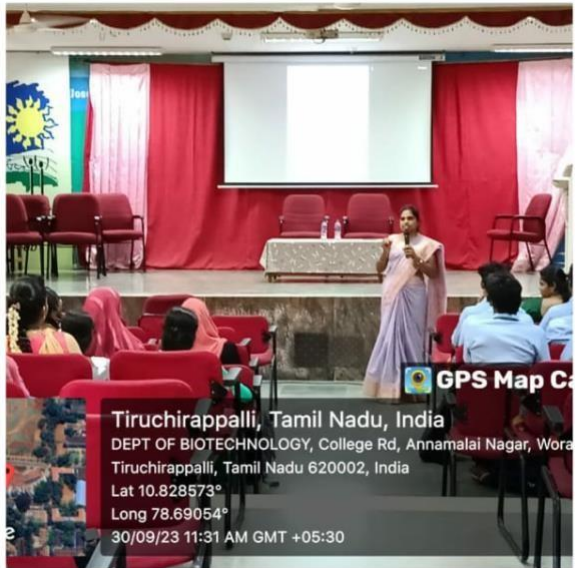 GPS Map Ca
Tiruchirappalli, Tamil Nadu, India
DEPT OF BIOTECHNOLOGY, College Rd, Annamalai Nagar, Wora
Tiruchirappalli, Tamil Nadu 620002, India
Lat 10.828573°
Long 78.69054°
30/09/23 11:31 AM GMT +05:30